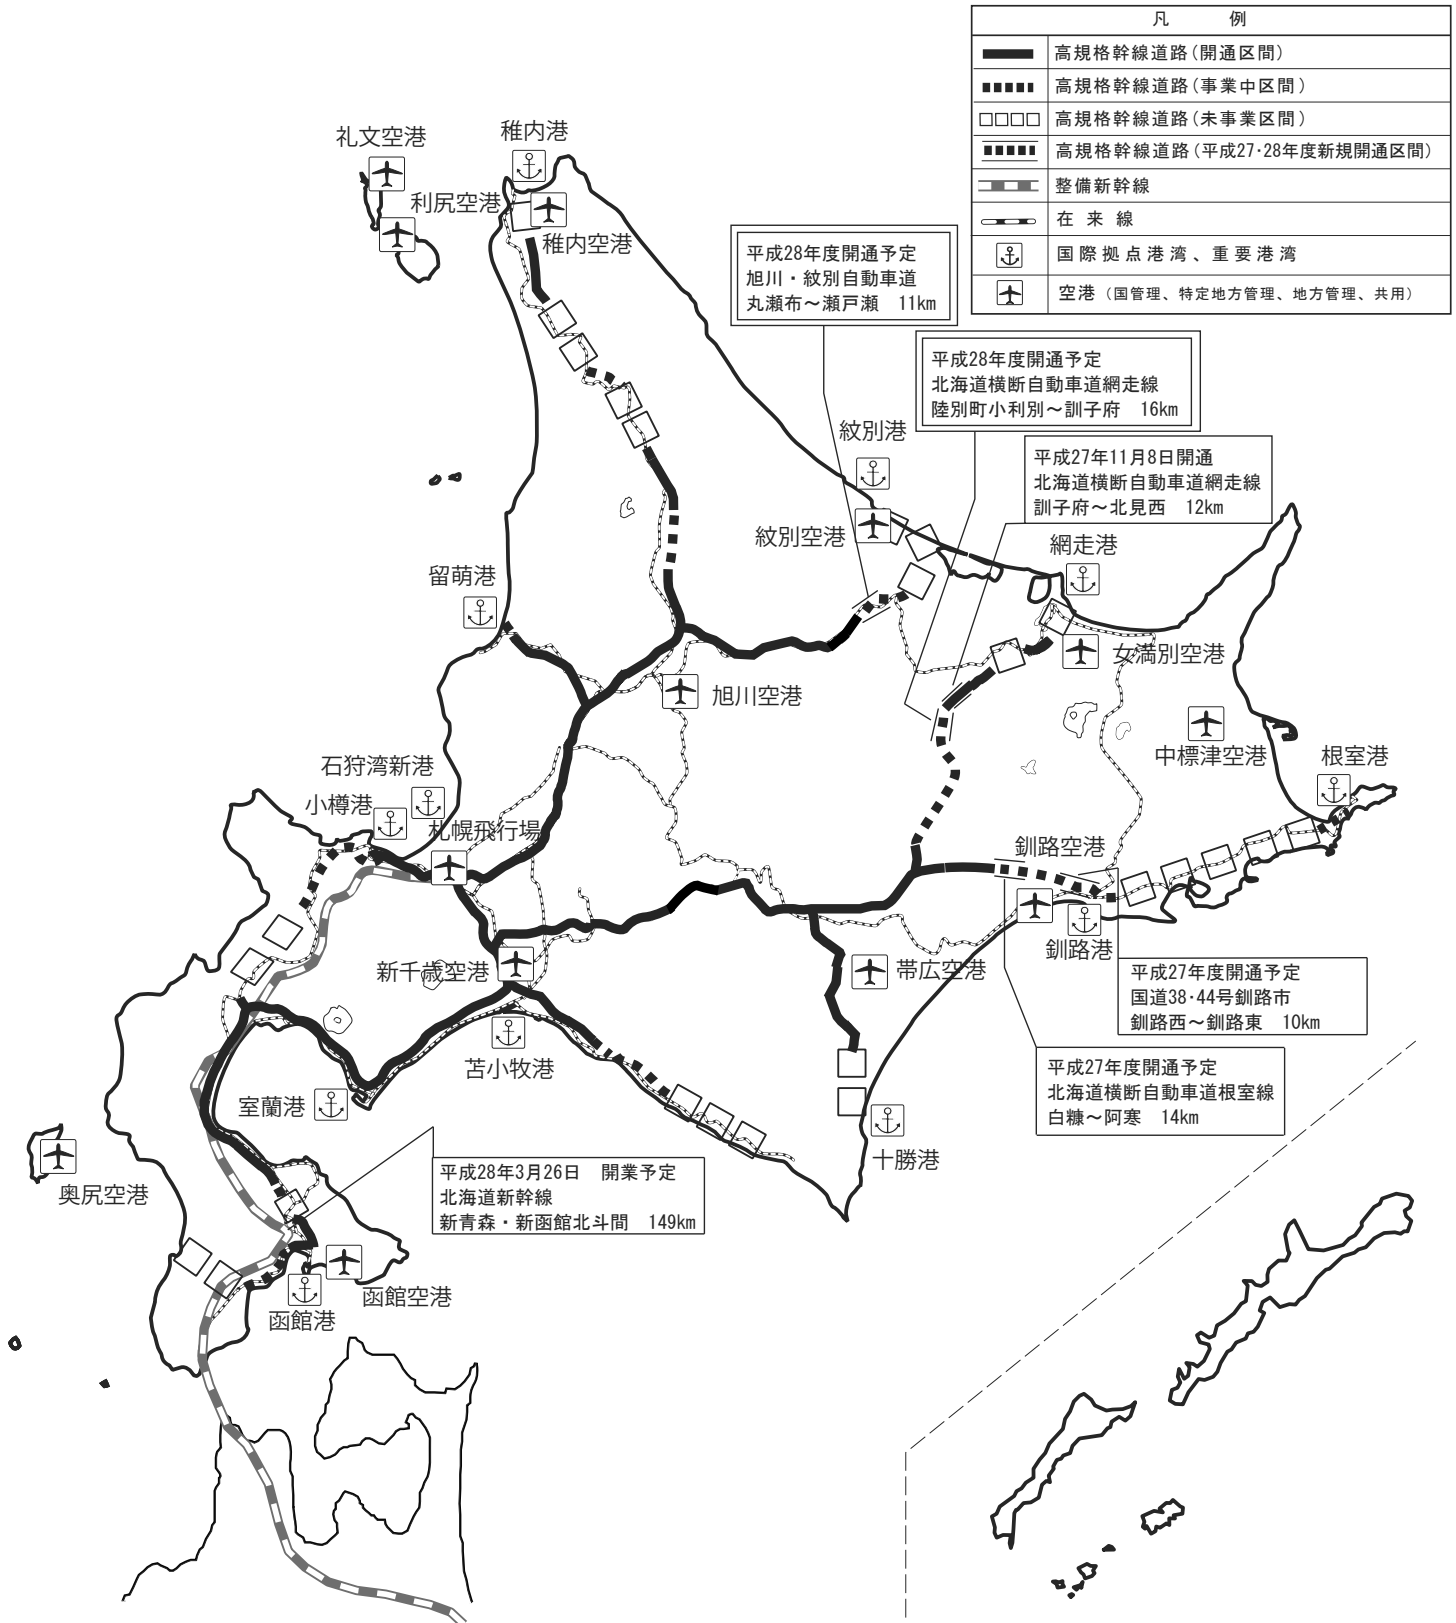 凡　例
高規格幹線道路(開通区間)
高規格幹線道路(事業中区間)
高規格幹線道路(未事業区間)
高規格幹線道路(平成27・28年度新規開通区間)
整備新幹線
在来線
国際拠点港湾、重要港湾
空港（国管理、特定地方管理、地方管理、共用）
礼文空港
稚内港
利尻空港
稚内空港
平成28年度開通予定
旭川・紋別自動車道
丸瀬布～瀬戸瀬　11km
平成28年度開通予定
北海道横断自動車道網走線
陸別町小利別～訓子府　16km
紋別港
平成27年11月8日開通
北海道横断自動車道網走線
訓子府～北見西　12km
紋別空港
網走港
留萌港
女満別空港
旭川空港
中標津空港
根室港
石狩湾新港
小樽港
札幌飛行場
釧路空港
釧路港
新千歳空港
帯広空港
平成27年度開通予定
国道38・44号釧路市
釧路西～釧路東　10km
苫小牧港
平成27年度開通予定
北海道横断自動車道根室線
白糠～阿寒　14km
室蘭港
十勝港
奥尻空港
平成28年3月26日　開業予定
北海道新幹線
新青森・新函館北斗間　149km
函館空港
函館港